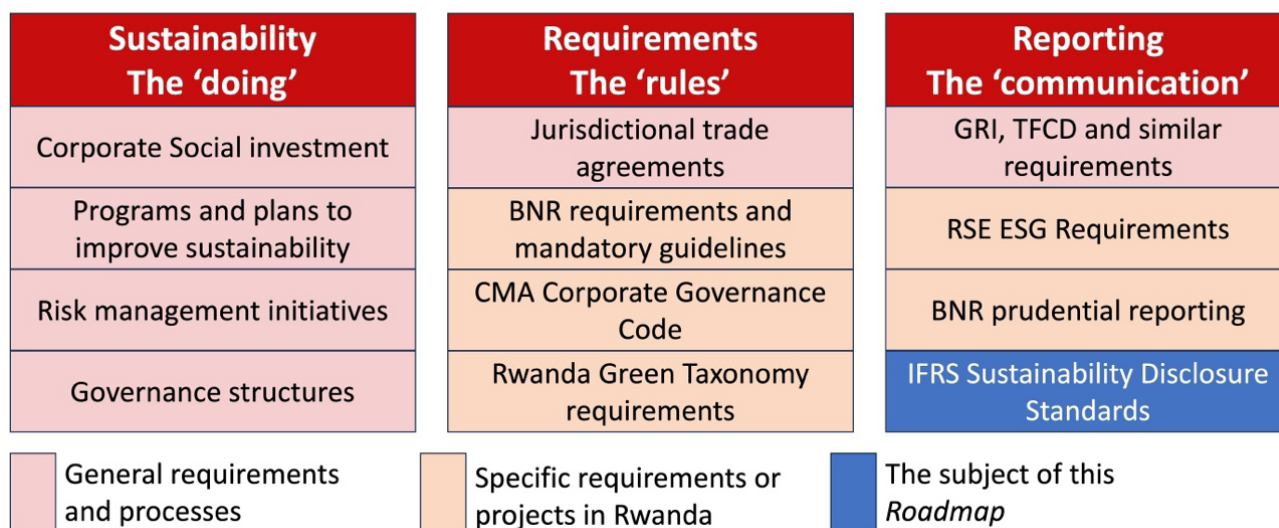 Sustainability
The ‘doing’
Corporate Social investment
Programs and plans to
improve sustainability
Risk management initiatives
Governance structures
Requirements
The ‘rules’
Jurisdictional trade
agreements
BNR requirements and
mandatory guidelines
CMA Corporate Governance
Code
Rwanda Green Taxonomy
requirements
Reporting
The ‘communication’
GRI, TFCD and similar
requirements
RSE ESG Requirements
BNR prudential reporting
IFRS Sustainability Disclosure
Standards
General requirements
and processes
Specific requirements or
projects in Rwanda
The subject of this
Roadmap